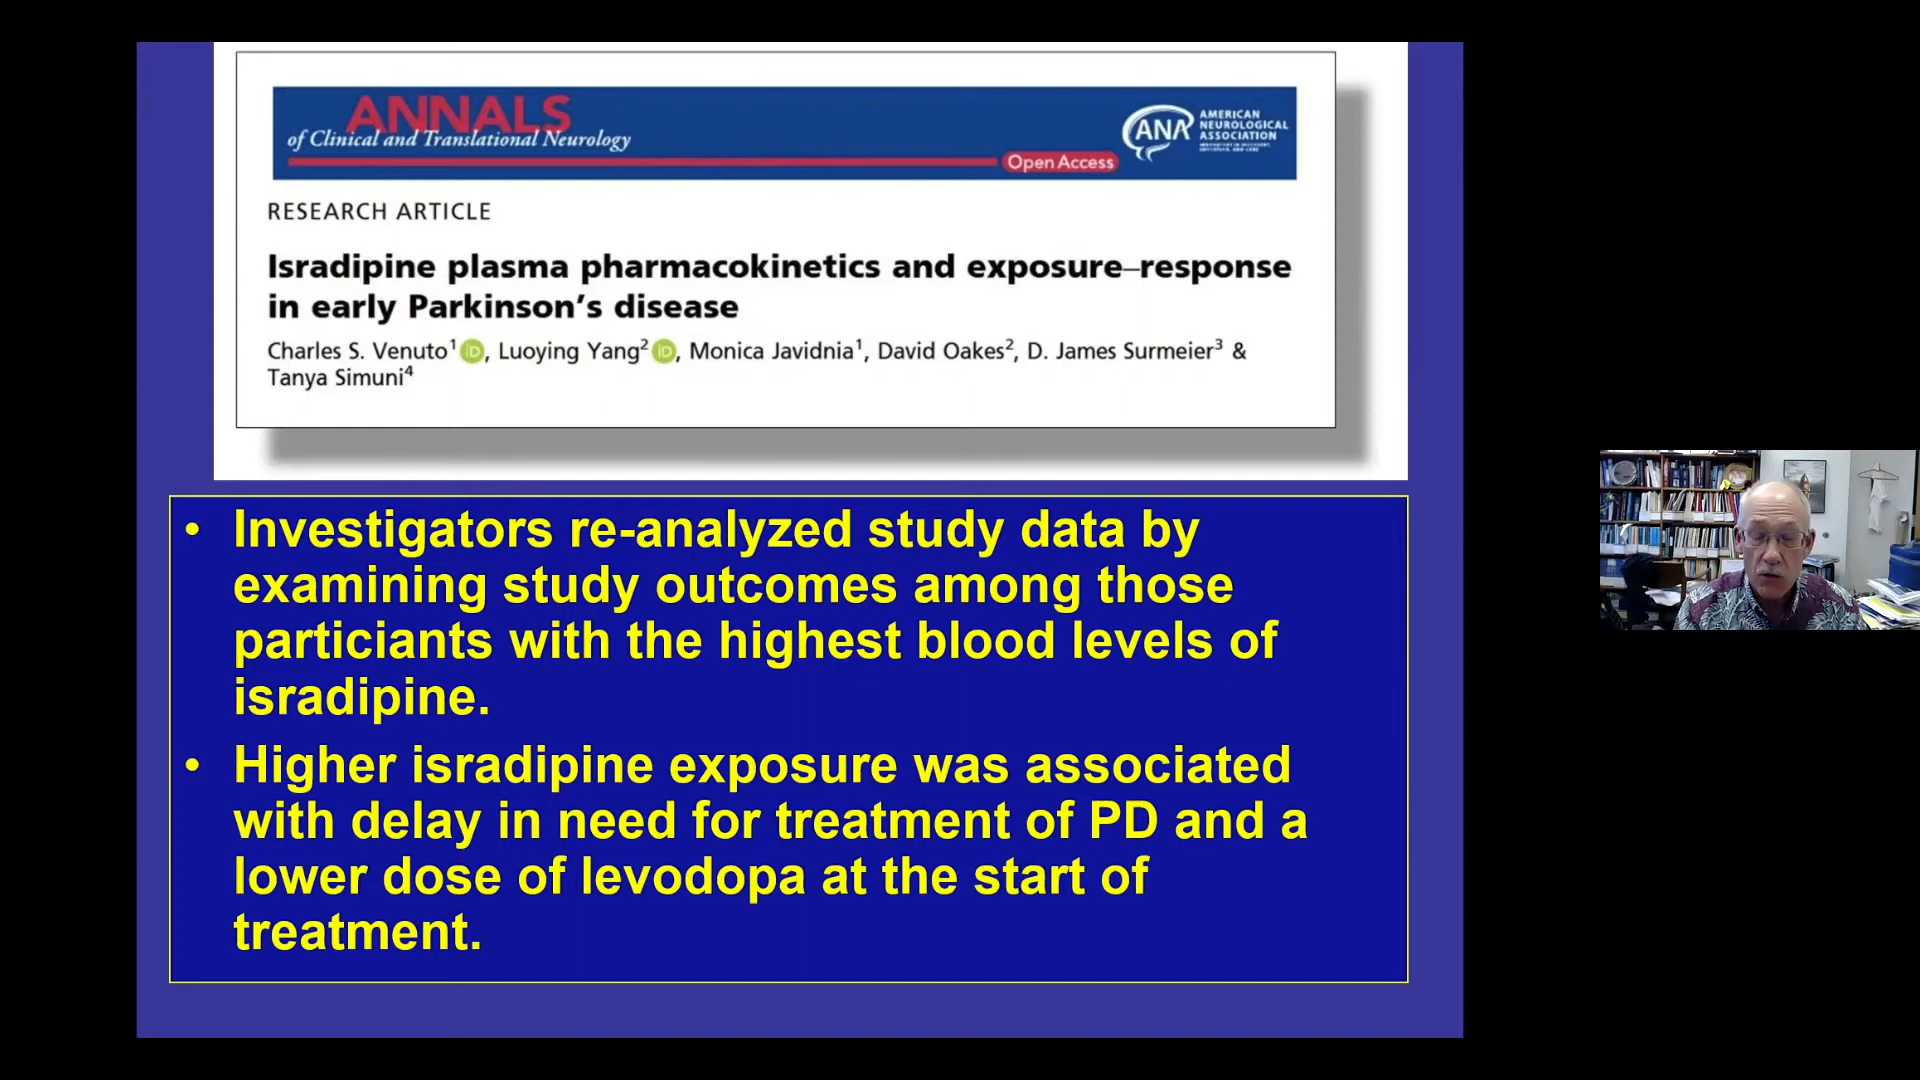 ANNALS
of Clinical and Translational Neurology
ANA
AMERICAN
NEUROLOGICAL
ASSOCIATION
Open Access
RESEARCH ARTICLE
Isradipine plasma pharmacokinetics and exposure–response
in early Parkinson's disease
Charles S. Venuto¹ iD, Luoying Yang² iD, Monica Javidnia¹, David Oakes², D. James Surmeier³ &
Tanya Simuni⁴
• Investigators re-analyzed study data by
examining study outcomes among those
particiants with the highest blood levels of
isradipine.
• Higher isradipine exposure was associated
with delay in need for treatment of PD and a
lower dose of levodopa at the start of
treatment.